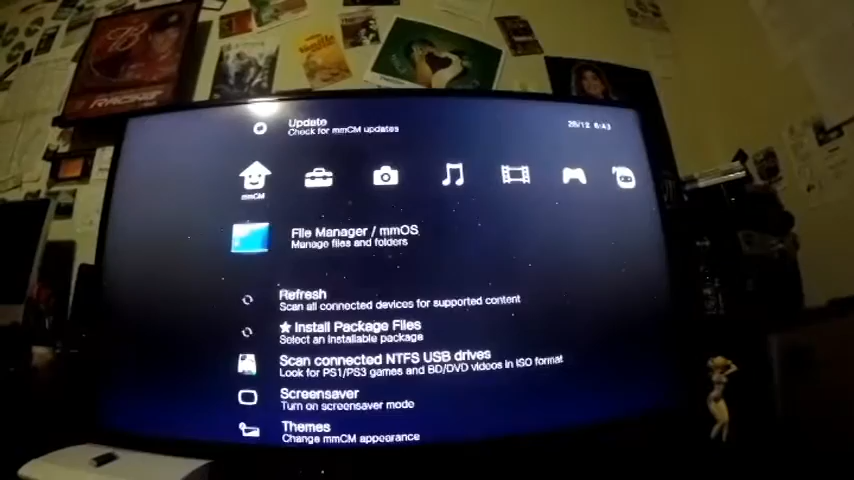 Update
Check for mmCM updates
26/12 6:43
mmCM
File Manager / mmOS
Manage files and folders
Refresh
Scan all connected devices for supported content
★ Install Package Files
Select an installable package
Scan connected NTFS USB drives
Look for PS1/PS3 games and BD/DVD videos in ISO format
Screensaver
Turn on screensaver mode
Themes
Change mmCM appearance
RACING